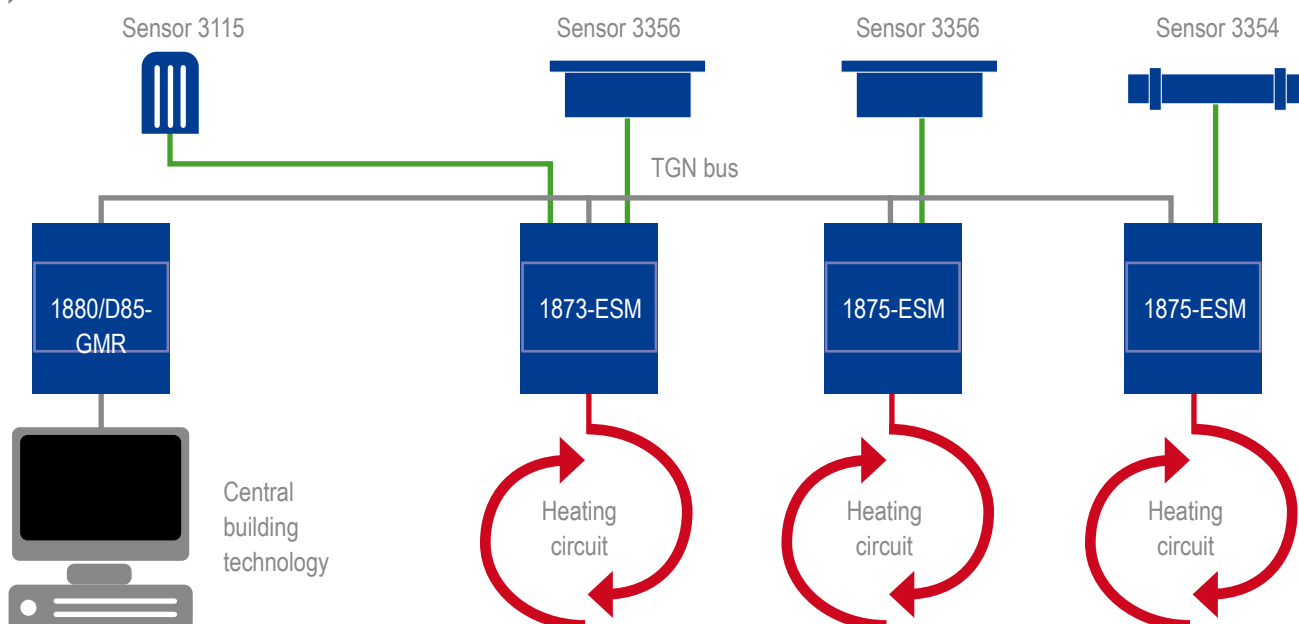 Sensor 3115
Sensor 3356
Sensor 3356
Sensor 3354
TGN bus
1880/D85-
GMR
1873-ESM
1875-ESM
1875-ESM
Central
building
technology
Heating
circuit
Heating
circuit
Heating
circuit